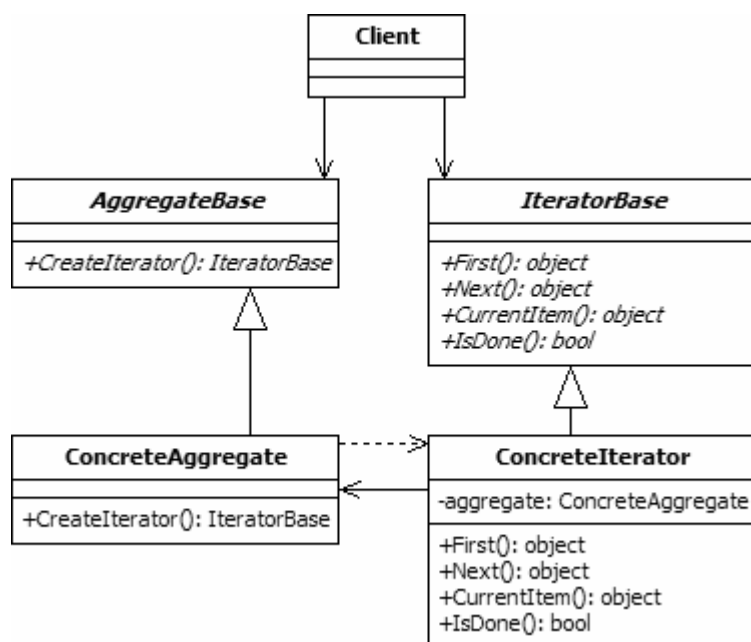 Client
AggregateBase
+CreateIterator(): IteratorBase
IteratorBase
+First(): object
+Next(): object
+CurrentItem(): object
+IsDone(): bool
ConcreteAggregate
+CreateIterator(): IteratorBase
ConcreteIterator
-aggregate: ConcreteAggregate
+First(): object
+Next(): object
+CurrentItem(): object
+IsDone(): bool